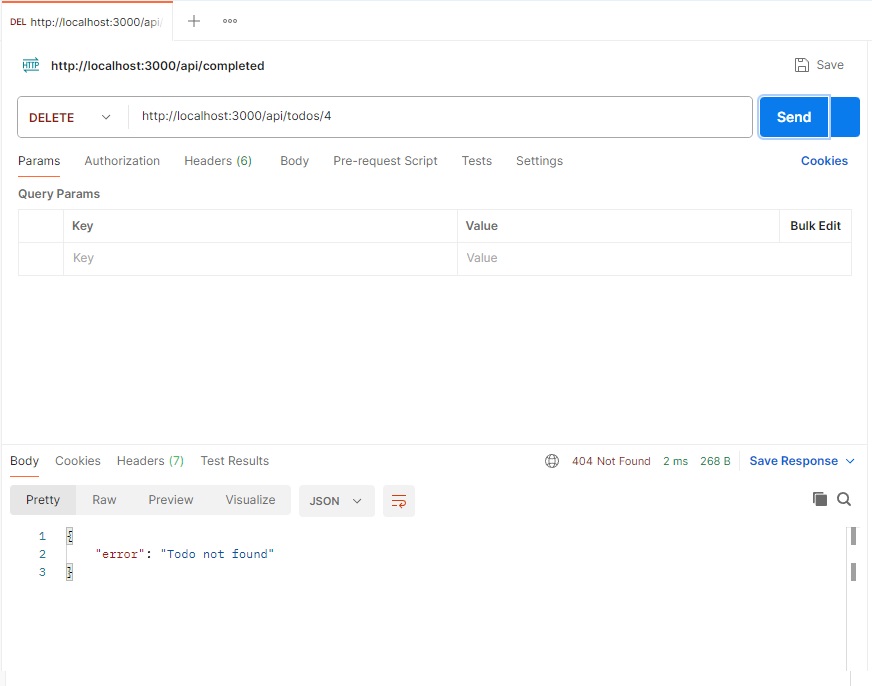 DEL http://localhost:3000/api/
HTTP http://localhost:3000/api/completed Save
DELETE http://localhost:3000/api/todos/4 Send
Params Authorization Headers (6) Body Pre-request Script Tests Settings Cookies
Query Params
Key Value Bulk Edit
Key Value
Body Cookies Headers (7) Test Results 404 Not Found 2 ms 268 B Save Response
Pretty Raw Preview Visualize JSON
1 {
2 "error": "Todo not found"
3 }